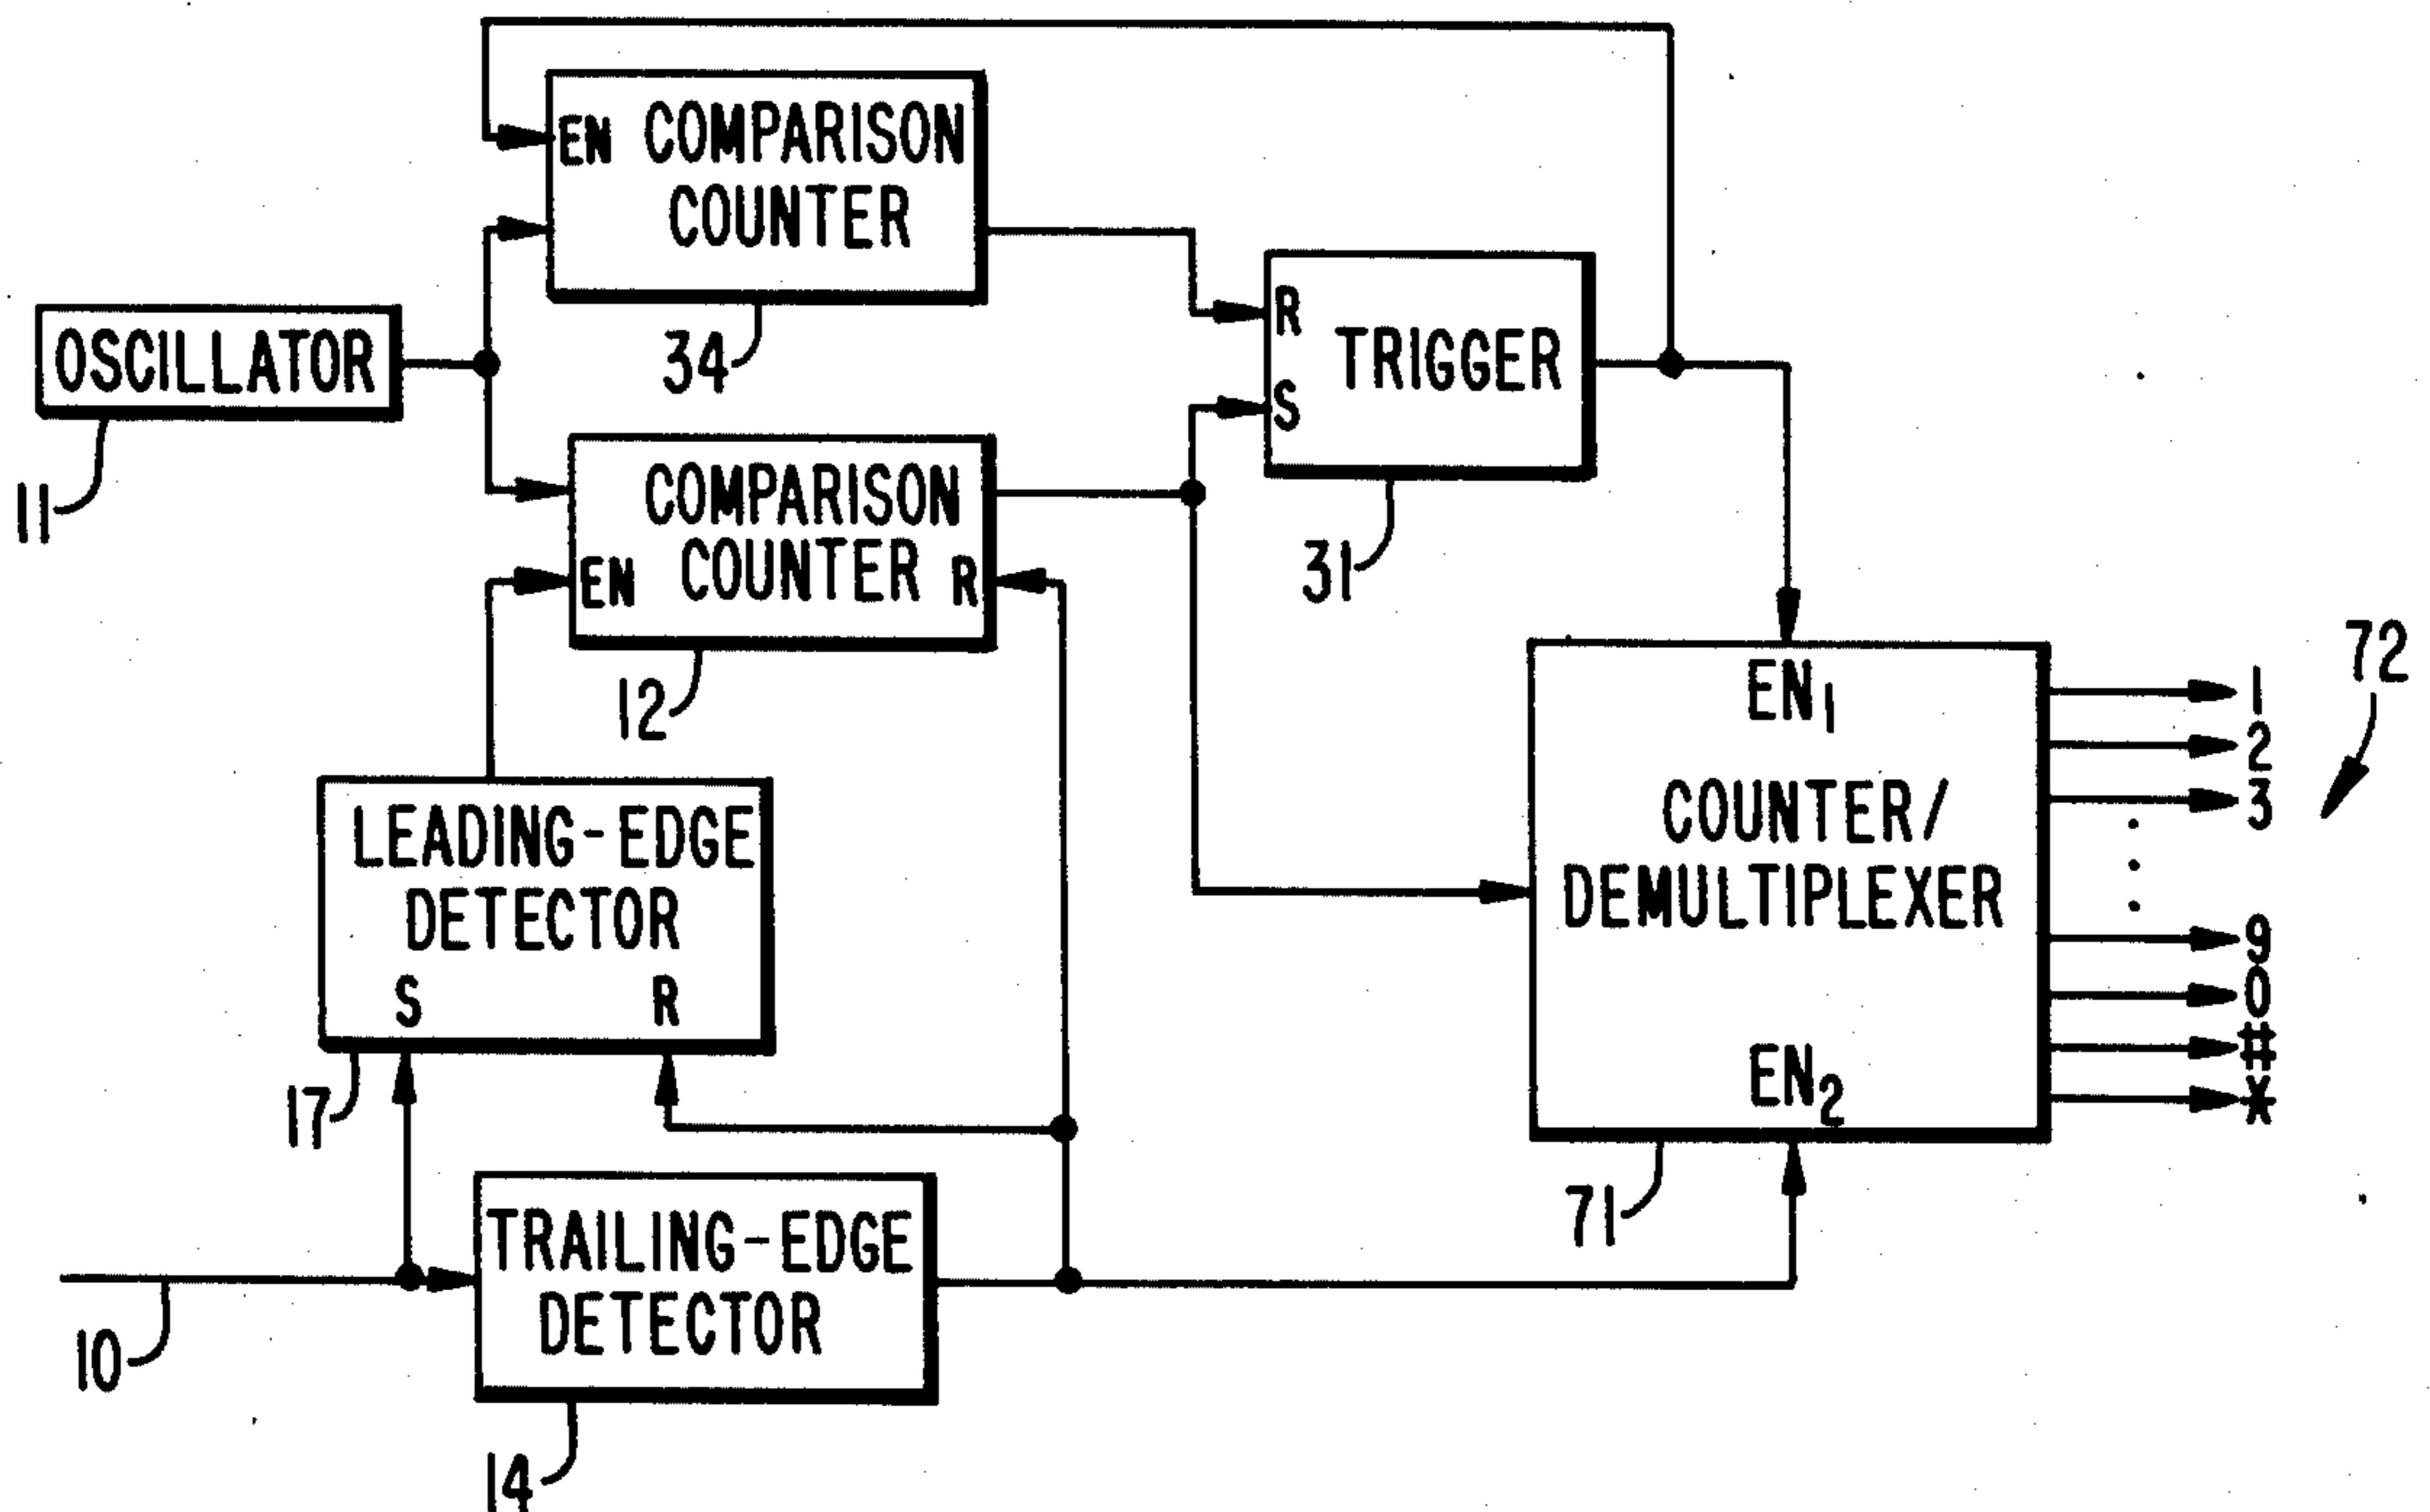 EN COMPARISON
COUNTER
34
OSCILLATOR
11
R
TRIGGER
S
31
COMPARISON
EN COUNTER R
12
LEADING-EDGE
DETECTOR
S R
17
TRAILING-EDGE
DETECTOR
10
14
EN1
COUNTER/
DEMULTIPLEXER
EN2
71
72
1
2
3
9
0
#
*